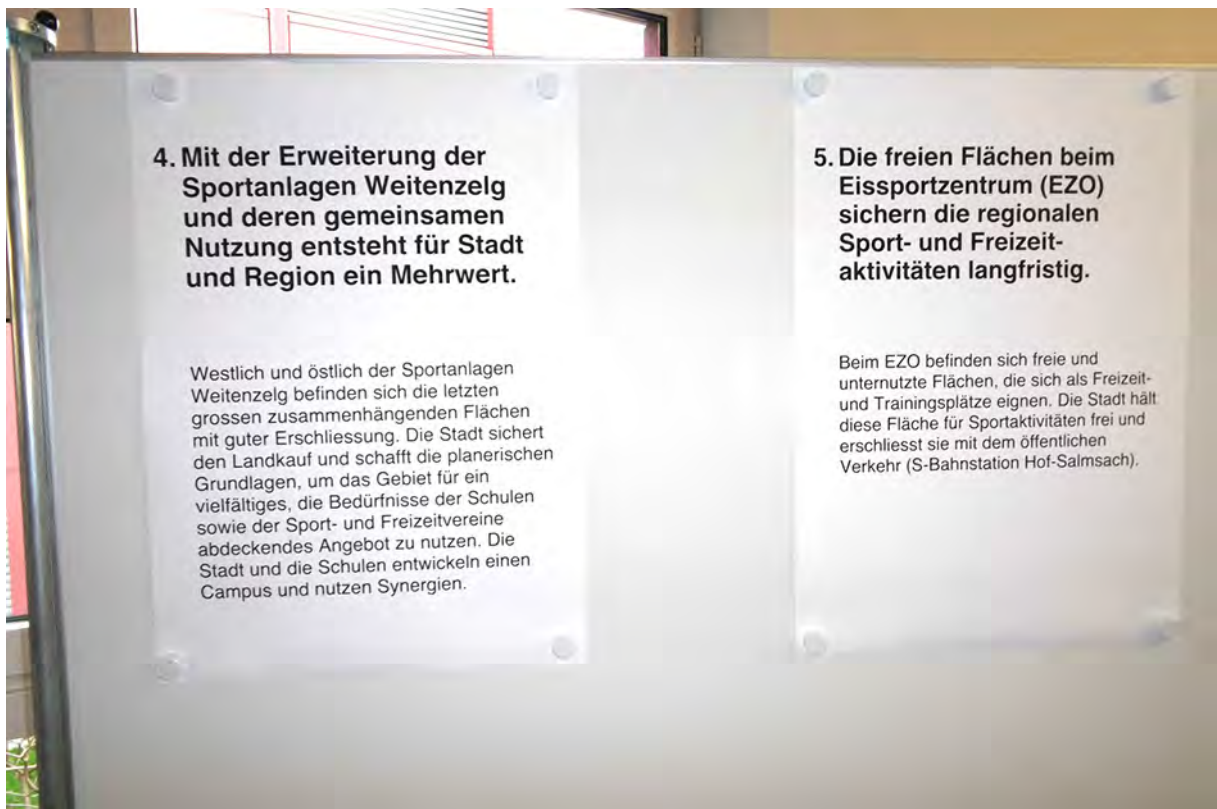 4. Mit der Erweiterung der
Sportanlagen Weitenzelg
und deren gemeinsamen
Nutzung entsteht für Stadt
und Region ein Mehrwert.
Westlich und östlich der Sportanlagen
Weitenzelg befinden sich die letzten
grossen zusammenhängenden Flächen
mit guter Erschliessung. Die Stadt sichert
den Landkauf und schafft die planerischen
Grundlagen, um das Gebiet für ein
vielfältiges, die Bedürfnisse der Schulen
sowie der Sport- und Freizeitvereine
abdeckendes Angebot zu nutzen. Die
Stadt und die Schulen entwickeln einen
Campus und nutzen Synergien.
5. Die freien Flächen beim
Eissportzentrum (EZO)
sichern die regionalen
Sport- und Freizeit-
aktivitäten langfristig.
Beim EZO befinden sich freie und
unternutzte Flächen, die sich als Freizeit-
und Trainingsplätze eignen. Die Stadt hält
diese Fläche für Sportaktivitäten frei und
erschliesst sie mit dem öffentlichen
Verkehr (S-Bahnstation Hof-Salmsach).